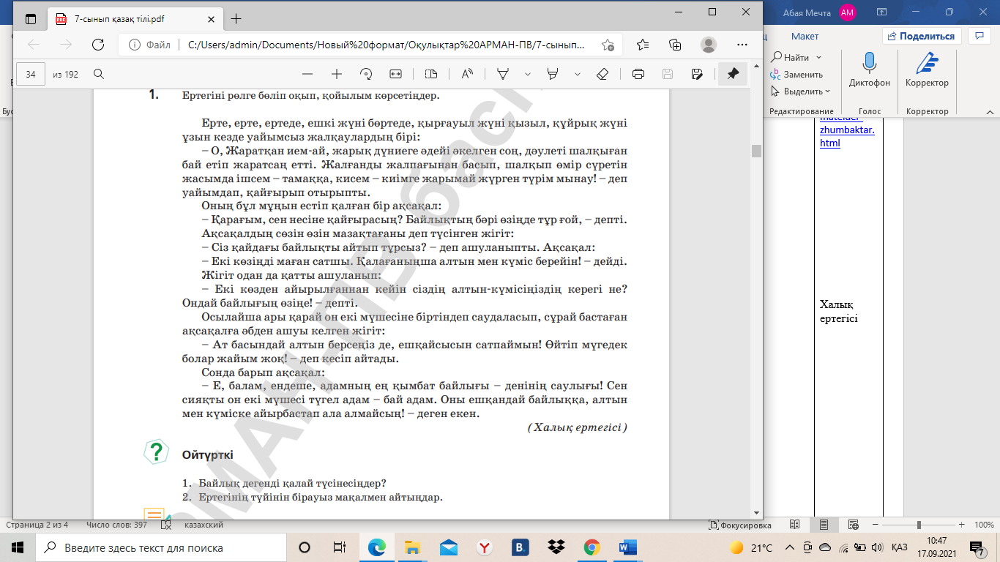 7-сынып қазақ тілі.pdf
Абая Мечта
АМ
Файл
C:/Users/admin/Documents/Новый%20формат/Оқулықтар%20АРМАН-ПВ/7-сынып...
Макет
Поделиться
34
из 192
Найти
Заменить
Выделить
Диктофон
Корректор
Редактирование
Голос
Корректор
1. Ертегіні рөлге бөліп оқып, қойылым көрсетіңдер.
Ерте, ерте, ертеде, ешкі жүні бөртеде, қырғауыл жүні қызыл, құйрық жүні
ұзын кезде уайымсыз жалқаулардың бірі:
– О, Жаратқан ием-ай, жарық дүниеге әдейі әкелген соң, дәулеті шалқыған
бай етіп жаратсаң етті. Жалғанды жалпағынан басып, шалқып өмір сүретін
жасымда ішсем – тамаққа, кисем – киімге жарымай жүрген түрім мынау! – деп
уайымдап, қайғырып отырыпты.
Оның бұл мұңын естіп қалған бір ақсақал:
– Қарағым, сен несіне қайғырасың? Байлықтың бәрі өзіңде тұр ғой, – депті.
Ақсақалдың сөзін өзін мазақтағаны деп түсінген жігіт:
– Сіз қайдағы байлықты айтып тұрсыз? – деп ашуланыпты. Ақсақал:
– Екі көзіңді маған сатшы. Қалағаныңша алтын мен күміс берейін! – дейді.
Жігіт одан да қатты ашуланып:
– Екі көзден айырылғаннан кейін сіздің алтын-күмісіңіздің керегі не?
Ондай байлығың өзіңе! – депті.
Осылайша ары қарай он екі мүшесіне біртіндеп саудаласып, сұрай бастаған
ақсақалға әбден ашуы келген жігіт:
– Ат басындай алтын берсеңіз де, ешқайсысын сатпаймын! Өйтіп мүгедек
болар жайым жоқ! – деп кесіп айтады.
Сонда барып ақсақал:
– Е, балам, ендеше, адамның ең қымбат байлығы – денінің саулығы! Сен
сияқты он екі мүшесі түгел адам – бай адам. Оны ешқандай байлыққа, алтын
мен күміске айырбастап ала алмайсың! – деген екен.
(Халық ертегісі)
Ойтүрткі
1. Байлық дегенді қалай түсінесіңдер?
2. Ертегінің түйінін бірауыз мақалмен айтыңдар.
АРМАН-ПВ
zhumbaktar.
html
Халық
ертегісі
Страница 2 из 4
Число слов: 397
казахский
Фокусировка
100%
Введите здесь текст для поиска
21°C
ҚАЗ
10:47
17.09.2021
7